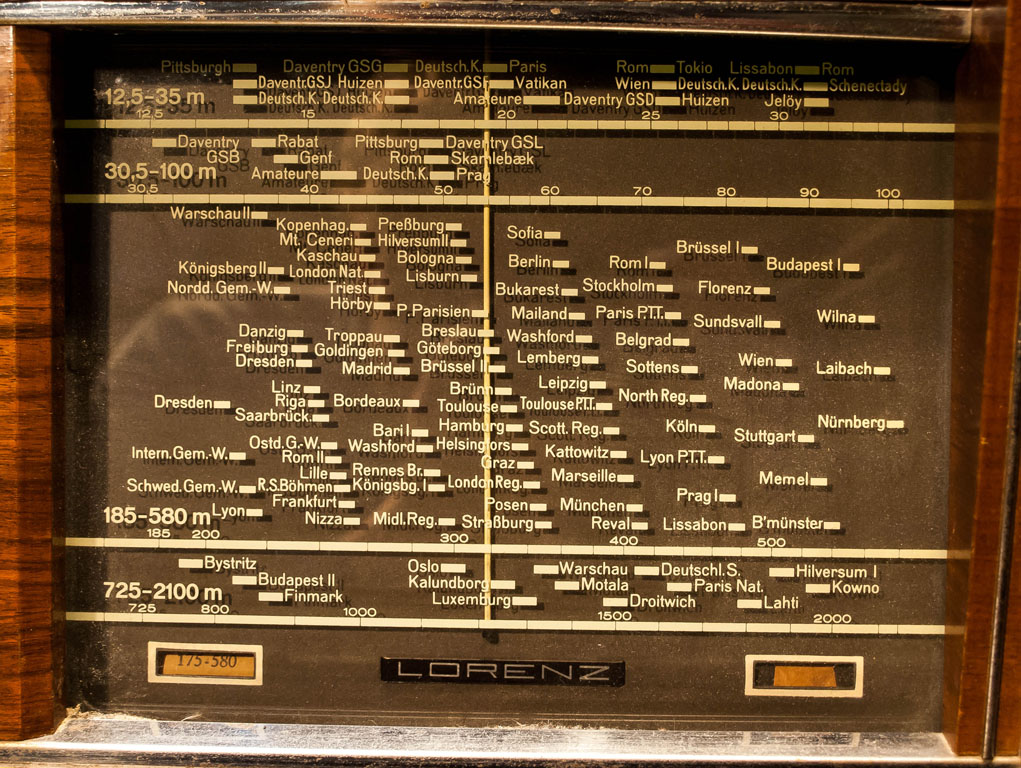 Pittsburgh Daventry GSG Deutsch.K. Paris Rom Tokio Lissabon Rom
Daventr.GSJ Huizen Daventr.GSF Vatikan Wien Deutsch.K. Deutsch.K. Schenectady
12,5–35 m Deutsch.K. Deutsch.K. Amateure Daventry GSD Huizen Jelöy
12,5 15 20 25 30
Daventry Rabat Pittsburg Daventry GSL
GSB Genf Rom Skamlebæk
30,5–100 m Amateure Deutsch.K. Prag
30,5 40 50 60 70 80 90 100
Warschau II
Kopenhag. Preßburg
Mt. Ceneri Hilversum II Sofia
Kaschau Bologna Brüssel I
Königsberg II London Nat. Lisburn Berlin Rom I Budapest I
Nordd. Gem.-W. Triest Bukarest Stockholm Florenz
Hörby P. Parisien Mailand Paris P.T.T. Sundsvall Wilna
Danzig Troppau Breslau Washford Belgrad
Freiburg Goldingen Göteborg Lemberg Wien
Dresden Madrid Brüssel II Sottens Laibach
Linz Brünn Leipzig Madona
Dresden Riga Bordeaux Toulouse Toulouse P.T.T. North Reg.
Saarbrück. Hamburg Scott. Reg. Köln Nürnberg
Bari I Stuttgart
Intern. Gem.-W. Ostd. G.-W. Washford Helsingfors Kattowitz Lyon P.T.T.
Rom II Graz
Lille Rennes Br. Marseille Memel
Schwed. Gem.-W. R.S.Böhmen Königsbg. I London Reg. Prag I
Frankfurt Posen München
185–580 m Lyon Nizza Midl. Reg. Straßburg Reval Lissabon B'münster
185 200 300 400 500
Bystritz Oslo Warschau Deutschl. S. Hilversum I
Budapest II Kalundborg Motala Paris Nat. Kowno
725–2100 m Finmark Luxemburg Droitwich Lahti
725 800 1000 1500 2000
175-580 LORENZ